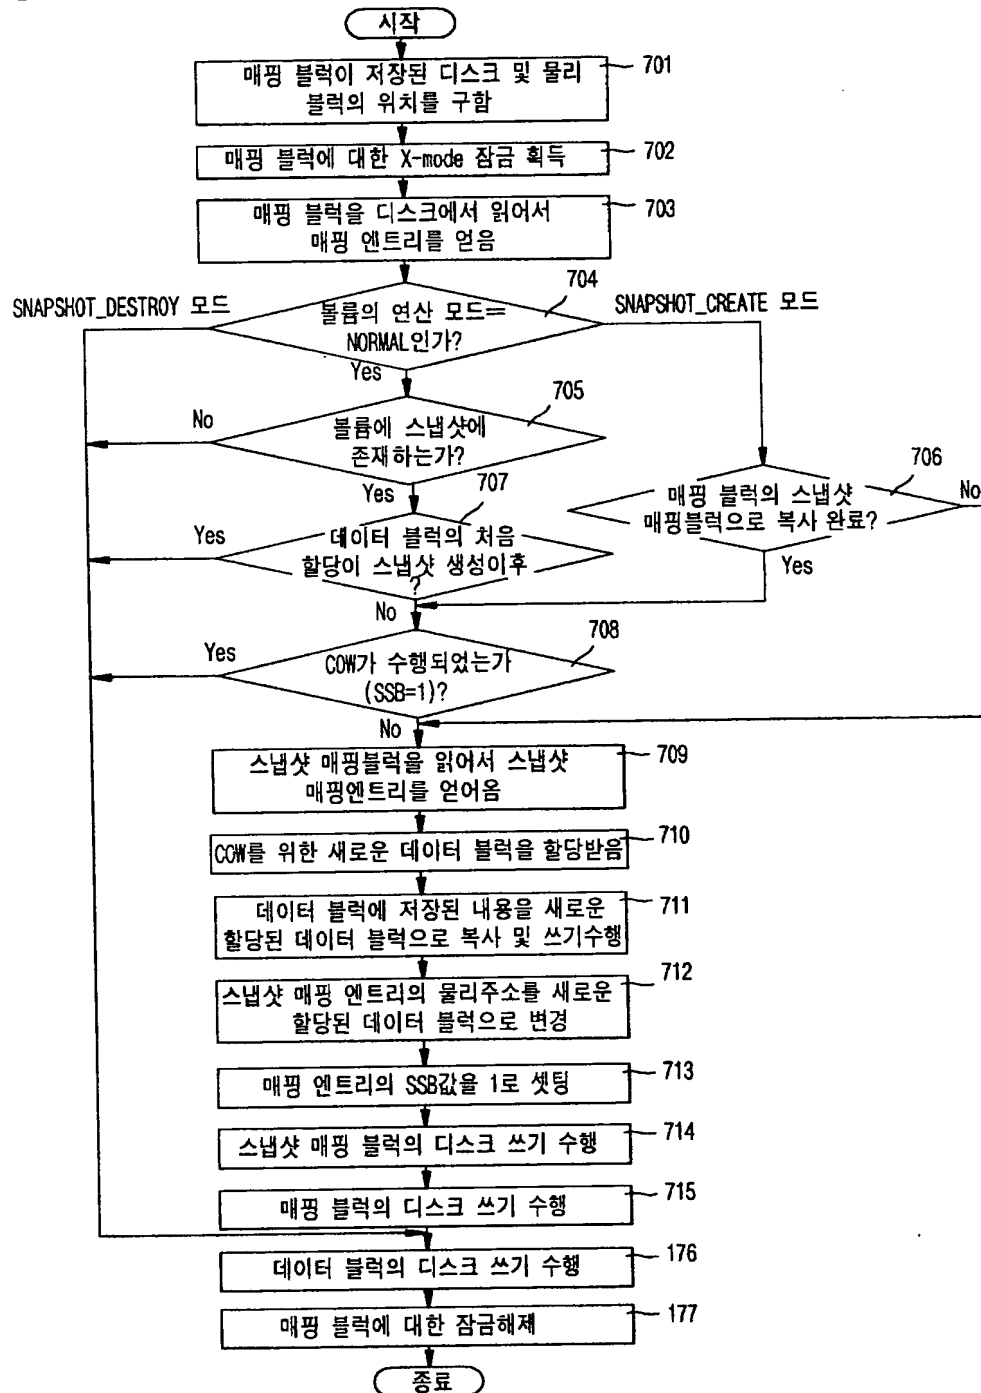 시작
매핑 블럭이 저장된 디스크 및 물리
블럭의 위치를 구함
701
매핑 블럭에 대한 X-mode 잠금 획득
702
매핑 블럭을 디스크에서 읽어서
매핑 엔트리를 얻음
703
704
SNAPSHOT_DESTROY 모드
볼륨의 연산 모드==
NORMAL인가?
SNAPSHOT_CREATE 모드
Yes
705
No
볼륨에 스냅샷에
존재하는가?
706
매핑 블럭의 스냅샷
매핑블럭으로 복사 완료?
No
Yes
Yes
707
Yes
데이터 블럭의 처음
할당이 스냅샷 생성이후
?
No
708
Yes
COW가 수행되었는가
(SSB=1)?
No
스냅샷 매핑블럭을 읽어서 스냅샷
매핑엔트리를 얻어옴
709
COW를 위한 새로운 데이터 블럭을 할당받음
710
데이터 블럭에 저장된 내용을 새로운
할당된 데이터 블럭으로 복사 및 쓰기수행
711
스냅샷 매핑 엔트리의 물리주소를 새로운
할당된 데이터 블럭으로 변경
712
매핑 엔트리의 SSB값을 1로 셋팅
713
스냅샷 매핑 블럭의 디스크 쓰기 수행
714
매핑 블럭의 디스크 쓰기 수행
715
데이터 블럭의 디스크 쓰기 수행
176
매핑 블럭에 대한 잠금해제
177
종료